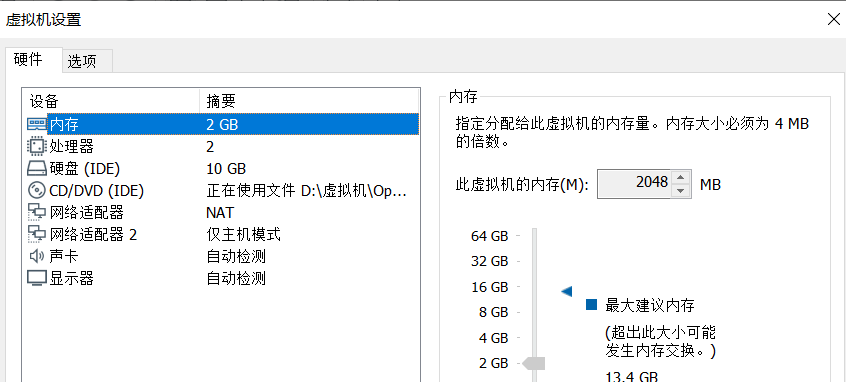 虚拟机设置
硬件 选项
设备 摘要
内存 2 GB
处理器 2
硬盘 (IDE) 10 GB
CD/DVD (IDE) 正在使用文件 D:\虚拟机\Op...
网络适配器 NAT
网络适配器 2 仅主机模式
声卡 自动检测
显示器 自动检测
内存
指定分配给此虚拟机的内存量。内存大小必须为 4 MB
的倍数。
此虚拟机的内存(M): 2048 MB
64 GB
32 GB
16 GB
8 GB
4 GB
2 GB
最大建议内存
(超出此大小可能
发生内存交换。)
13.4 GB